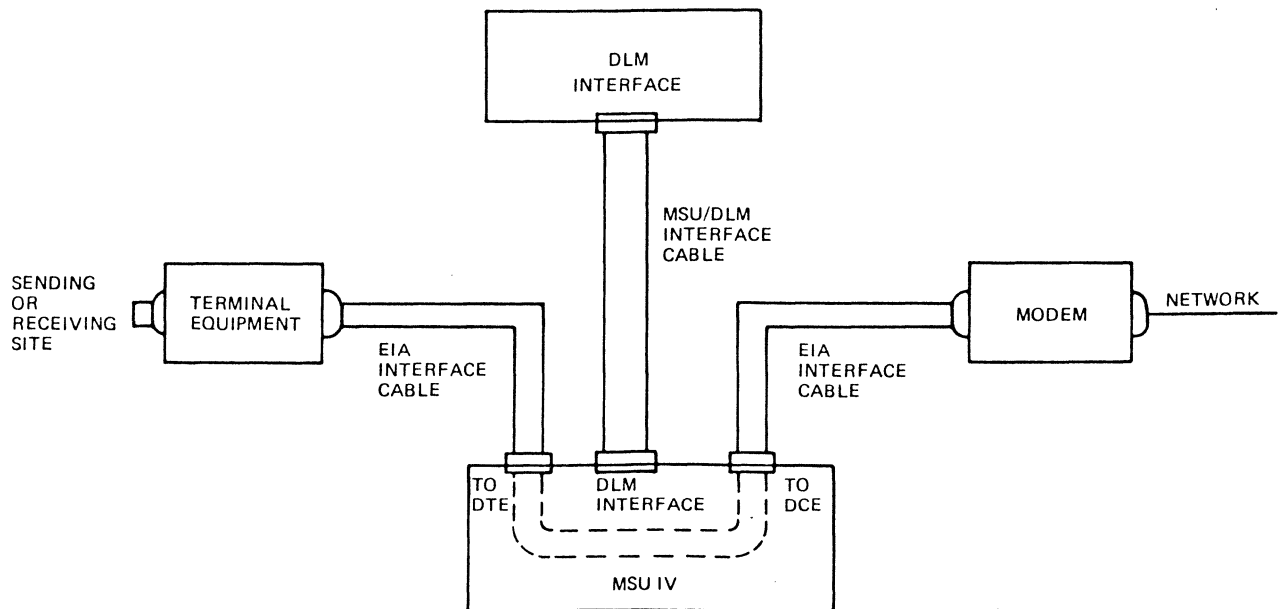 DLM
INTERFACE
MSU/DLM
INTERFACE
CABLE
SENDING
OR
RECEIVING
SITE
TERMINAL
EQUIPMENT
EIA
INTERFACE
CABLE
EIA
INTERFACE
CABLE
MODEM
NETWORK
TO
DTE
DLM
INTERFACE
TO
DCE
MSU IV